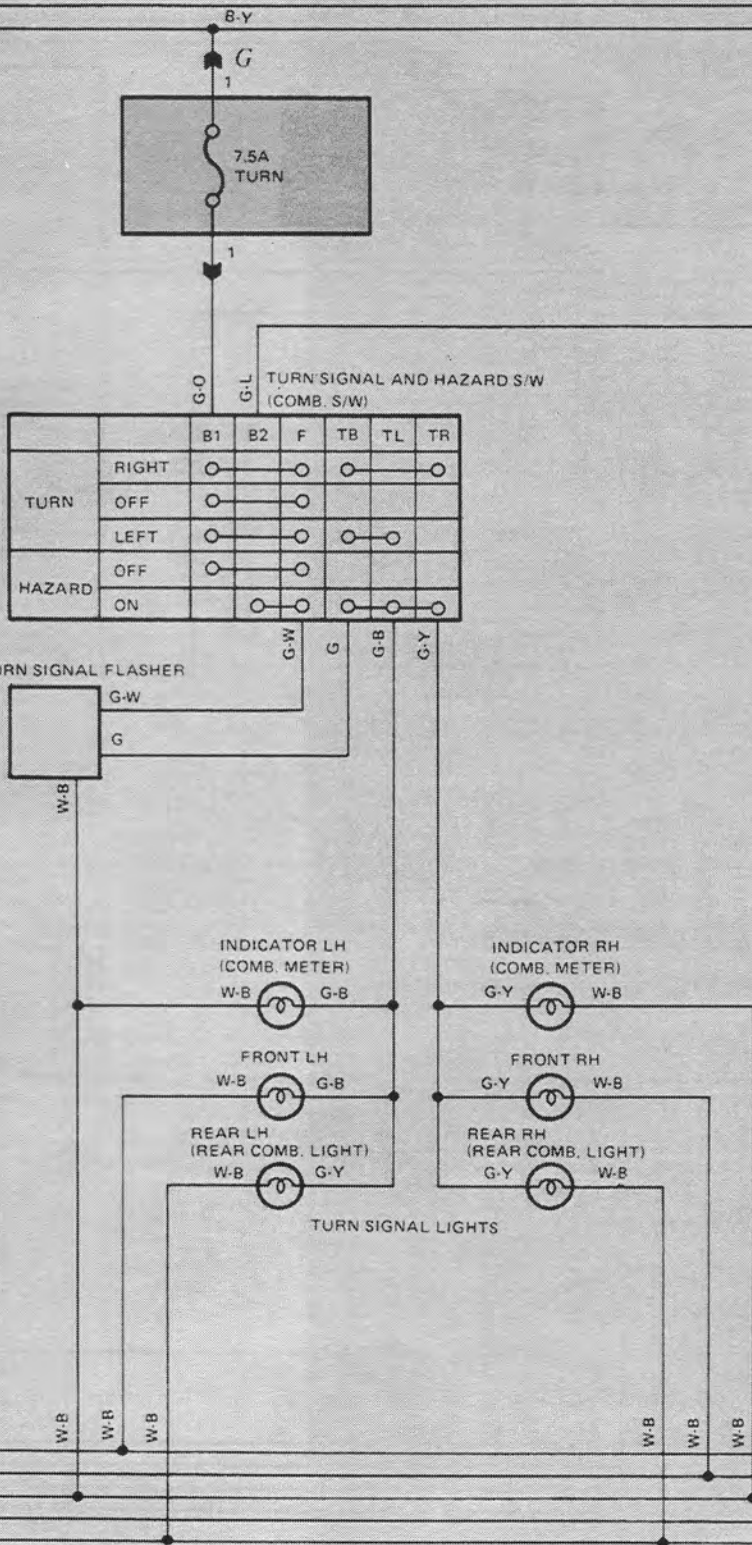 B-Y
G
1
7.5A
TURN
1
G-O
G-L
TURN SIGNAL AND HAZARD S/W
(COMB. S/W)
B1 B2 F TB TL TR
TURN
RIGHT
OFF
LEFT
HAZARD
OFF
ON
G-W
G
G-B
G-Y
RN SIGNAL FLASHER
G-W
G
W-B
INDICATOR LH
(COMB. METER)
W-B G-B
INDICATOR RH
(COMB. METER)
G-Y W-B
FRONT LH
W-B G-B
FRONT RH
G-Y W-B
REAR LH
(REAR COMB. LIGHT)
W-B G-Y
REAR RH
(REAR COMB. LIGHT)
G-Y W-B
TURN SIGNAL LIGHTS
W-B
W-B
W-B
W-B
W-B
W-B